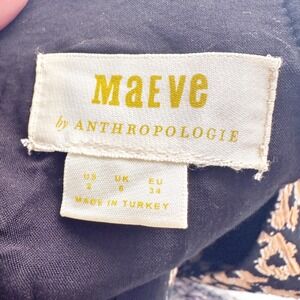 MaEVe
by ANTHROPOLOGIE
US UK EU
2 6 34
MADE IN TURKEY